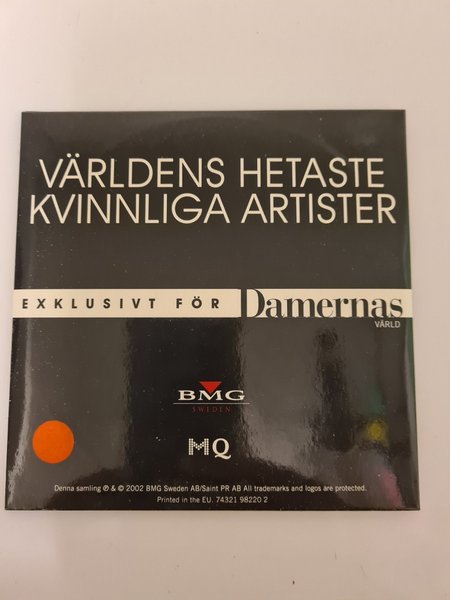 VÄRLDENS HETASTE
KVINNLIGA ARTISTER
EXKLUSIVT FÖR Damernas
VÄRLD
BMG
SWEDEN
MQ
Denna samling ℗ & © 2002 BMG Sweden AB/Saint PR AB All trademarks and logos are protected.
Printed in the EU. 74321 98220 2